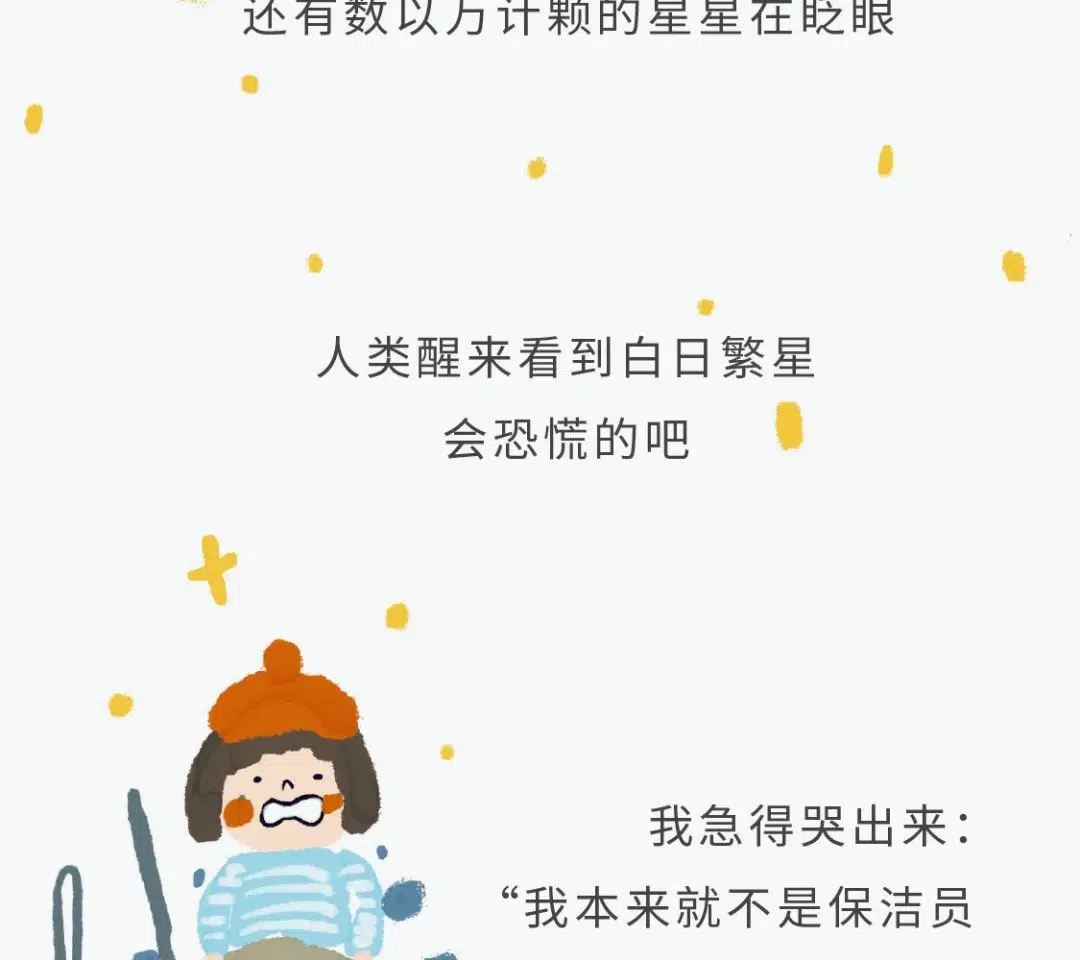 还有数以万计颗的星星在眨眼
人类醒来看到白日繁星
会恐慌的吧
我急得哭出来：
“我本来就不是保洁员